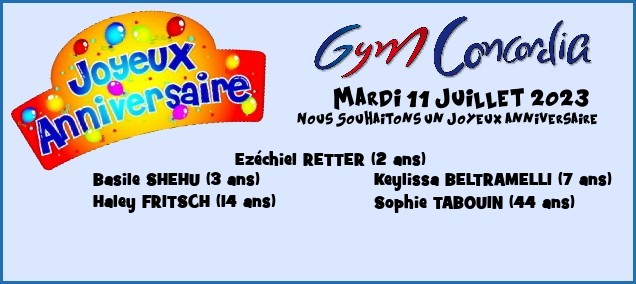 Joyeux
Anniversaire
Gym Concordia
MARDI 11 JUILLET 2023
NOUS SOUHAITONS UN JOYEUX ANNIVERSAIRE
Ezéchiel RETTER (2 ans)
Basile SHEHU (3 ans) Keylissa BELTRAMELLI (7 ans)
Haley FRITSCH (14 ans) Sophie TABOUIN (44 ans)